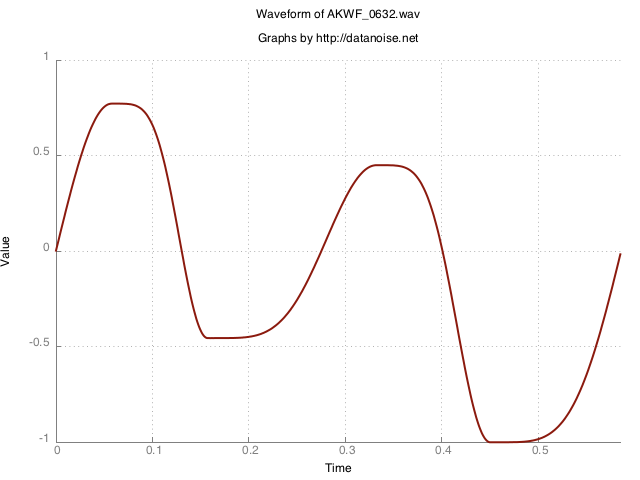 Waveform of AKWF_0632.wav
Graphs by http://datanoise.net
1
0.5
0
-0.5
-1
Value
0 0.1 0.2 0.3 0.4 0.5
Time